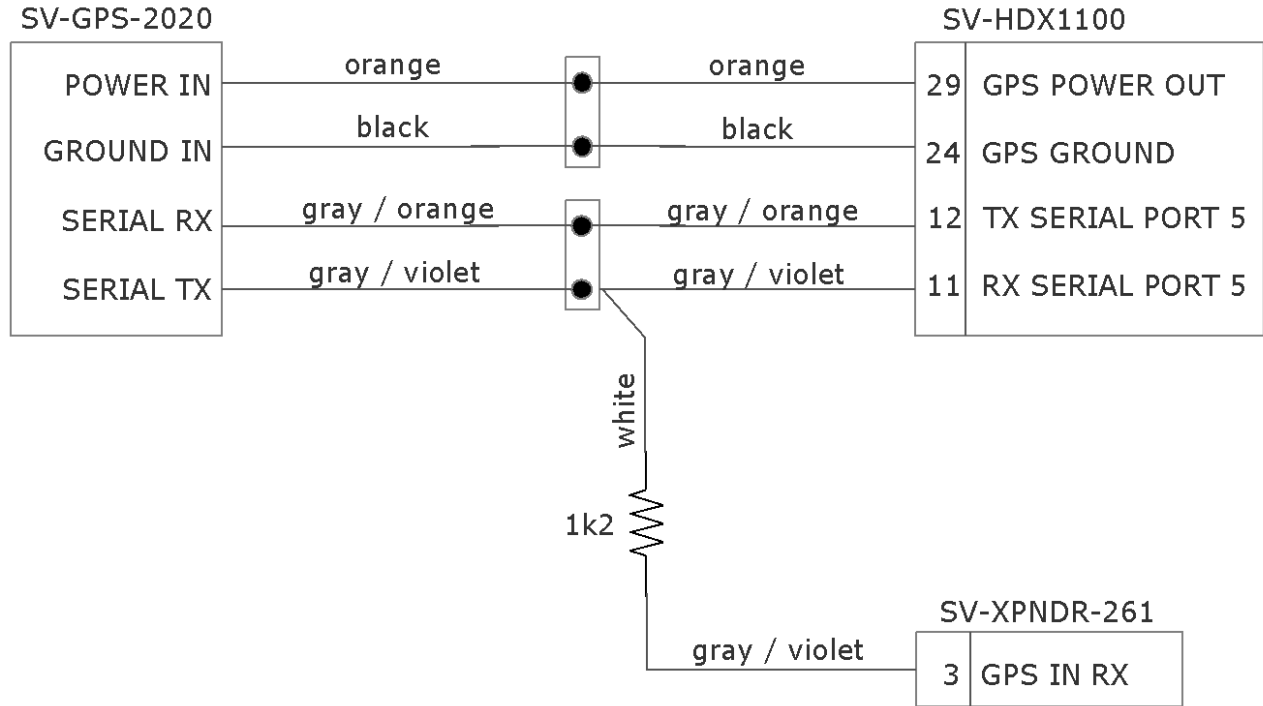 SV-GPS-2020
SV-HDX1100
POWER IN
orange
orange
29 GPS POWER OUT
GROUND IN
black
black
24 GPS GROUND
SERIAL RX
gray / orange
gray / orange
12 TX SERIAL PORT 5
SERIAL TX
gray / violet
gray / violet
11 RX SERIAL PORT 5
white
1k2
SV-XPNDR-261
gray / violet
3 GPS IN RX